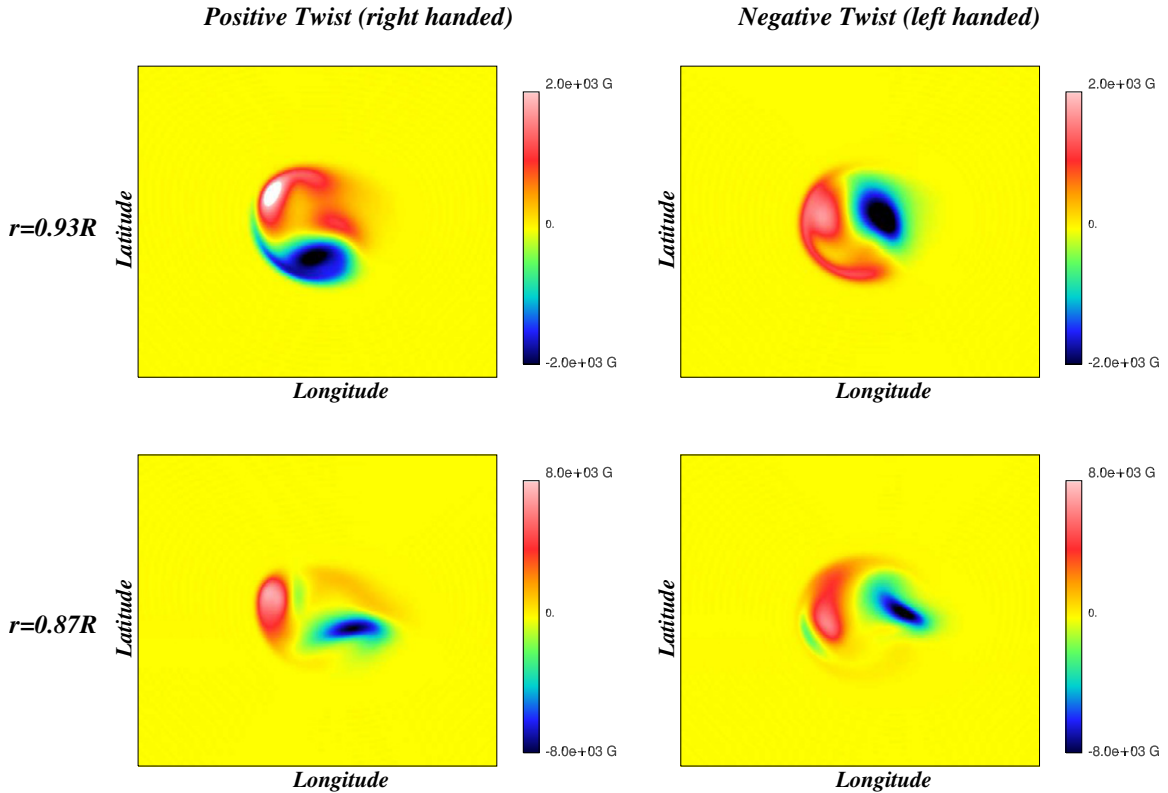 Positive Twist (right handed)
Negative Twist (left handed)
2.0e+03 G
2.0e+03 G
r=0.93R
Latitude
0.
Latitude
0.
-2.0e+03 G
-2.0e+03 G
Longitude
Longitude
8.0e+03 G
8.0e+03 G
r=0.87R
Latitude
0.
Latitude
0.
-8.0e+03 G
-8.0e+03 G
Longitude
Longitude